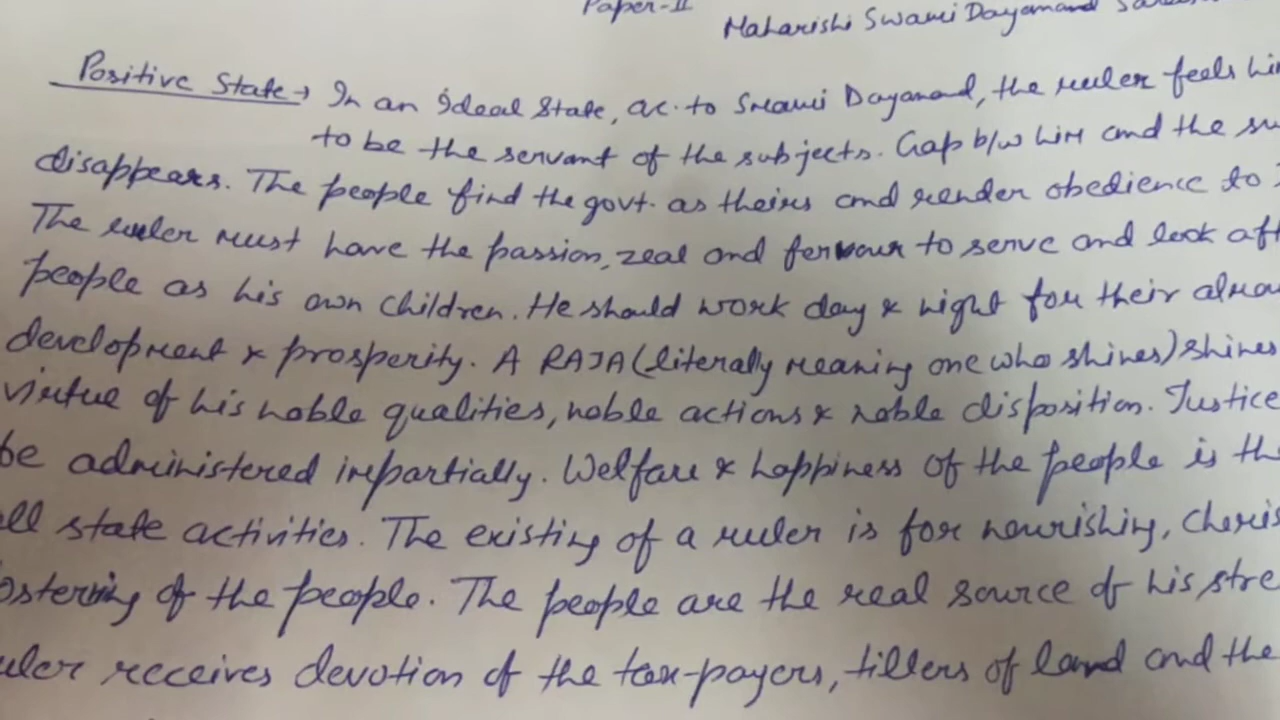 Paper-II
Maharishi Swami Dayanand
Positive State → In an ideal State, ac. to Swami Dayanand, the ruler feels
to be the servant of the subjects. Gap b/w him and the
disappears. The people find the govt. as theirs and render obedience to
The ruler must have the passion, zeal and fervour to serve and look
people as his own children. He should work day & night for their
development & prosperity. A RAJA (literally meaning one who shines) shines
virtue of his noble qualities, noble actions & noble disposition. Justice
be administered impartially. Welfare & happiness of the people is
state activities. The existing of a ruler is for nourishing,
of the people. The people are the real source of his
receives devotion of the tax-payers, tillers of land and the